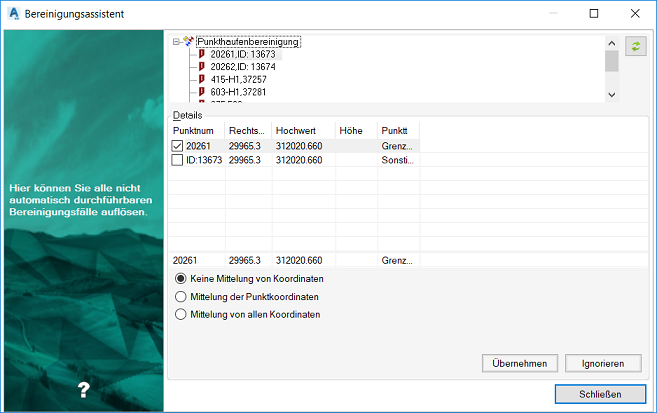 Bereinigungsassistent
Punkthaufenbereinigung
20261,ID: 13673
20262,ID: 13674
415-H1,37257
603-H1,37281
Hier können Sie alle nicht
automatisch durchführbaren
Bereinigungsfälle auflösen.
?
Details
Punktnum Rechts... Hochwert Höhe Punktt
20261 29965.3 312020.660 Grenz...
ID:13673 29965.3 312020.660 Sonsti...
20261 29965.3 312020.660 Grenz...
Keine Mittelung von Koordinaten
Mittelung der Punktkoordinaten
Mittelung von allen Koordinaten
Übernehmen Ignorieren
Schließen